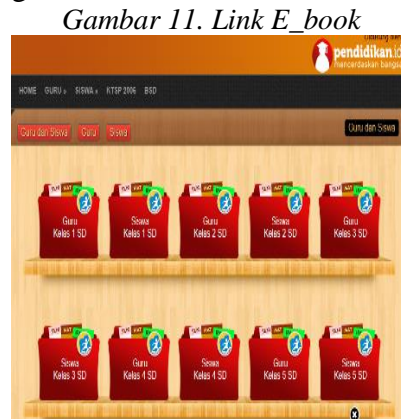 Gambar 11. Link E_book
pendidikan.id
mencerdaskan bangsa
HOME GURU SISWA KTSP 2006 BSD
Guru dan Siswa Guru Siswa
Guru dan Siswa
Guru Kelas 1 SD
Siswa Kelas 1 SD
Guru Kelas 2 SD
Siswa Kelas 2 SD
Guru Kelas 3 SD
Siswa Kelas 3 SD
Guru Kelas 4 SD
Siswa Kelas 4 SD
Guru Kelas 5 SD
Siswa Kelas 5 SD